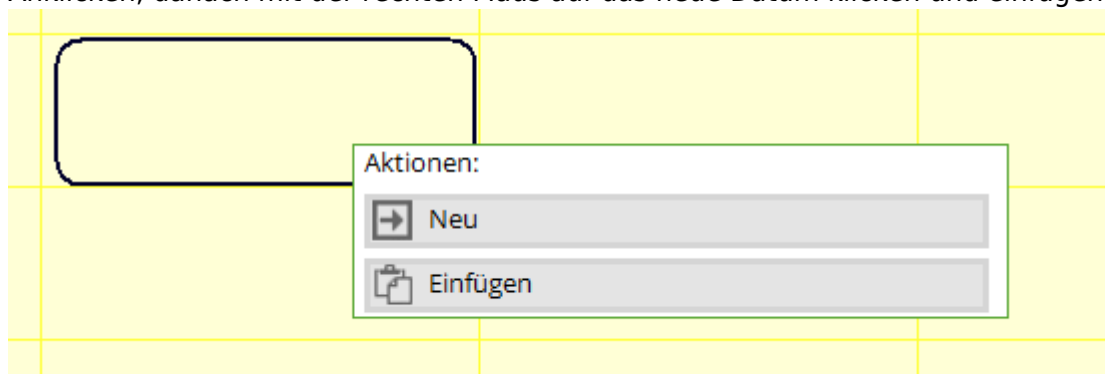 Anklicken, danach mit der rechten Maus auf das neue Datum klicken und einfügen
Aktionen:
Neu
Einfügen